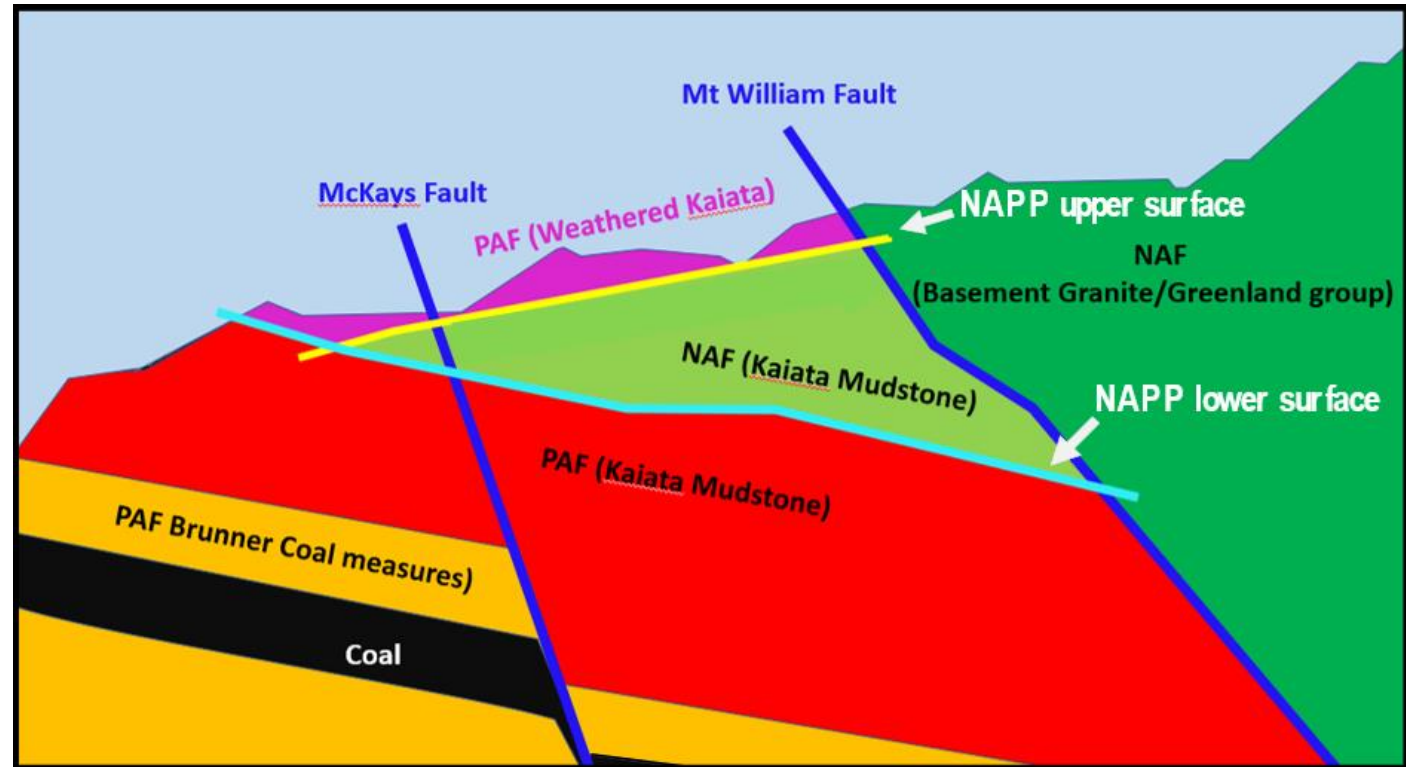 Mt William Fault
McKays Fault
PAF (Weathered Kaiata)
NAPP upper surface
NAF
(Basement Granite/Greenland group)
NAF (Kaiata Mudstone)
NAPP lower surface
PAF (Kaiata Mudstone)
PAF Brunner Coal measures)
Coal